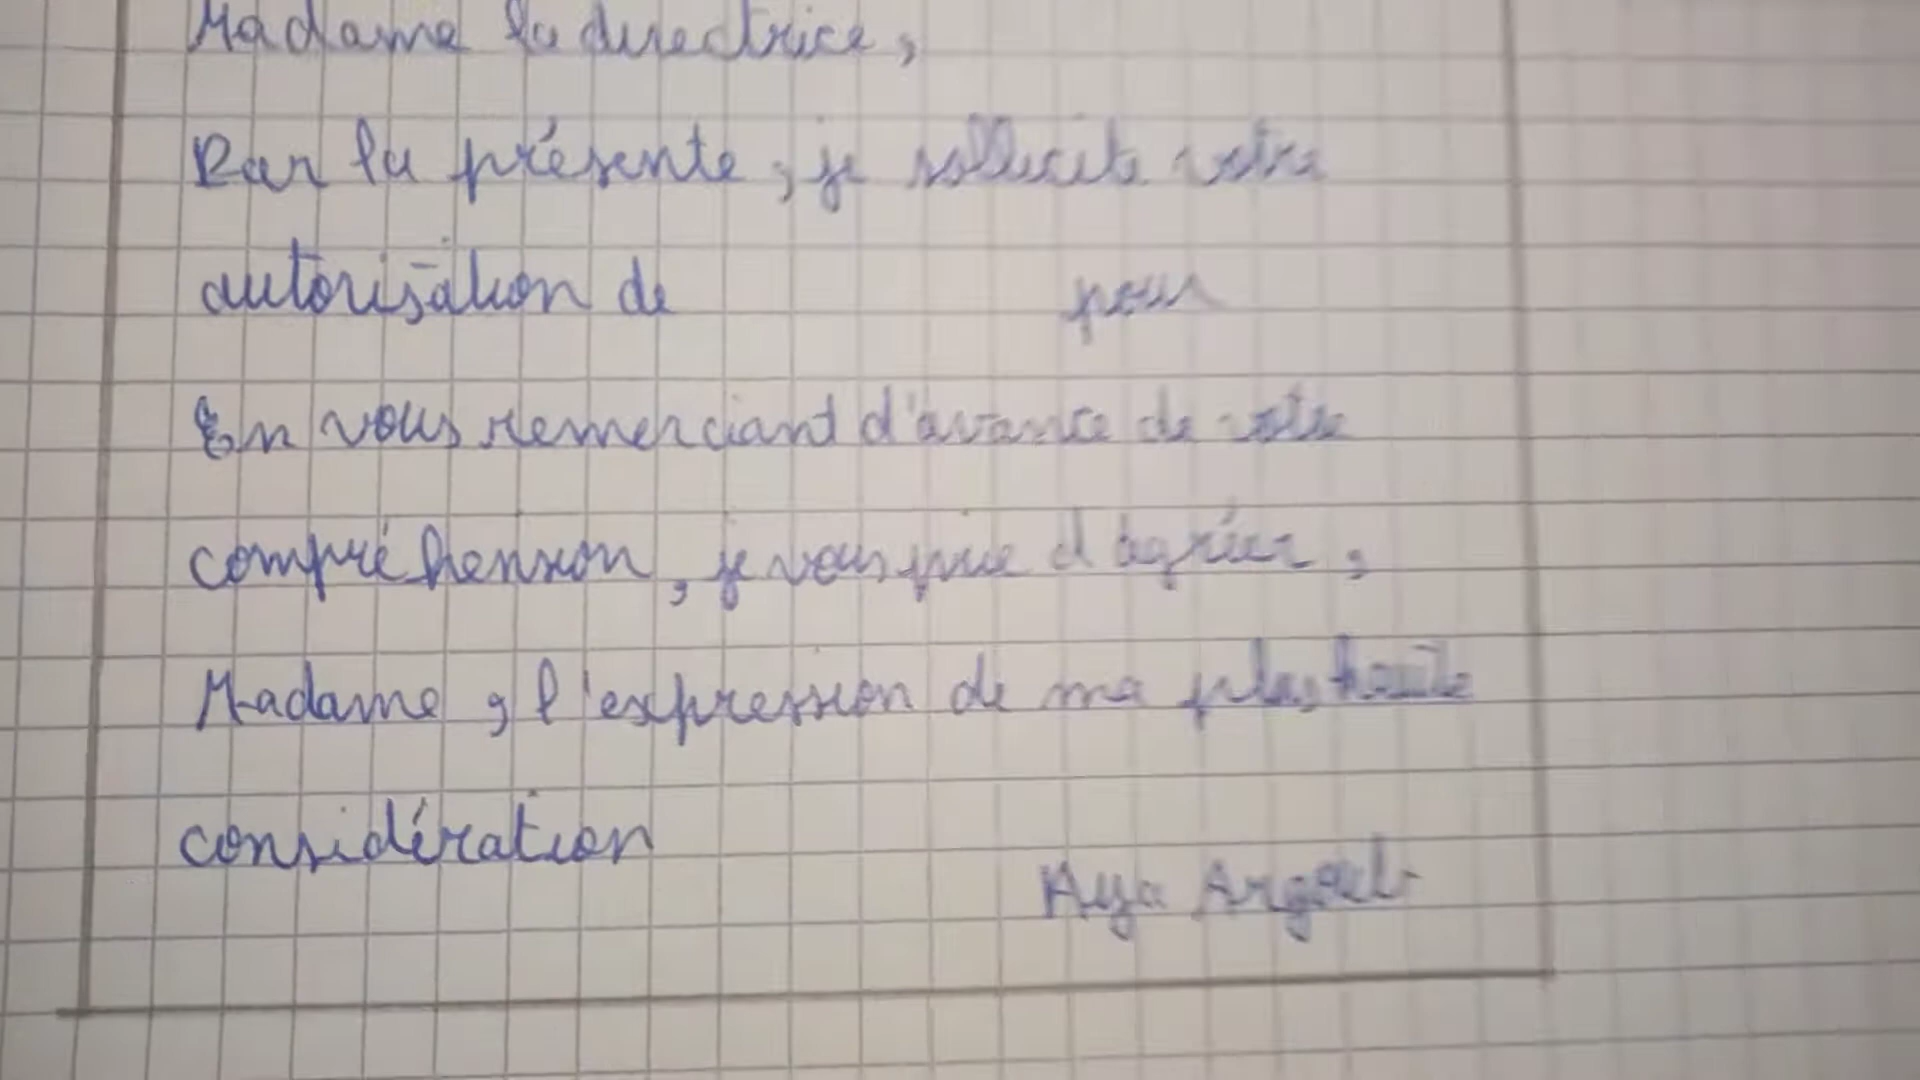 Madame la directrice,
Par la présente, je sollicite votre
autorisation de pour
En vous remerciant d'avance de votre
compréhension, je vous prie d'agréer,
Madame, l'expression de ma plus haute
considération
Aya